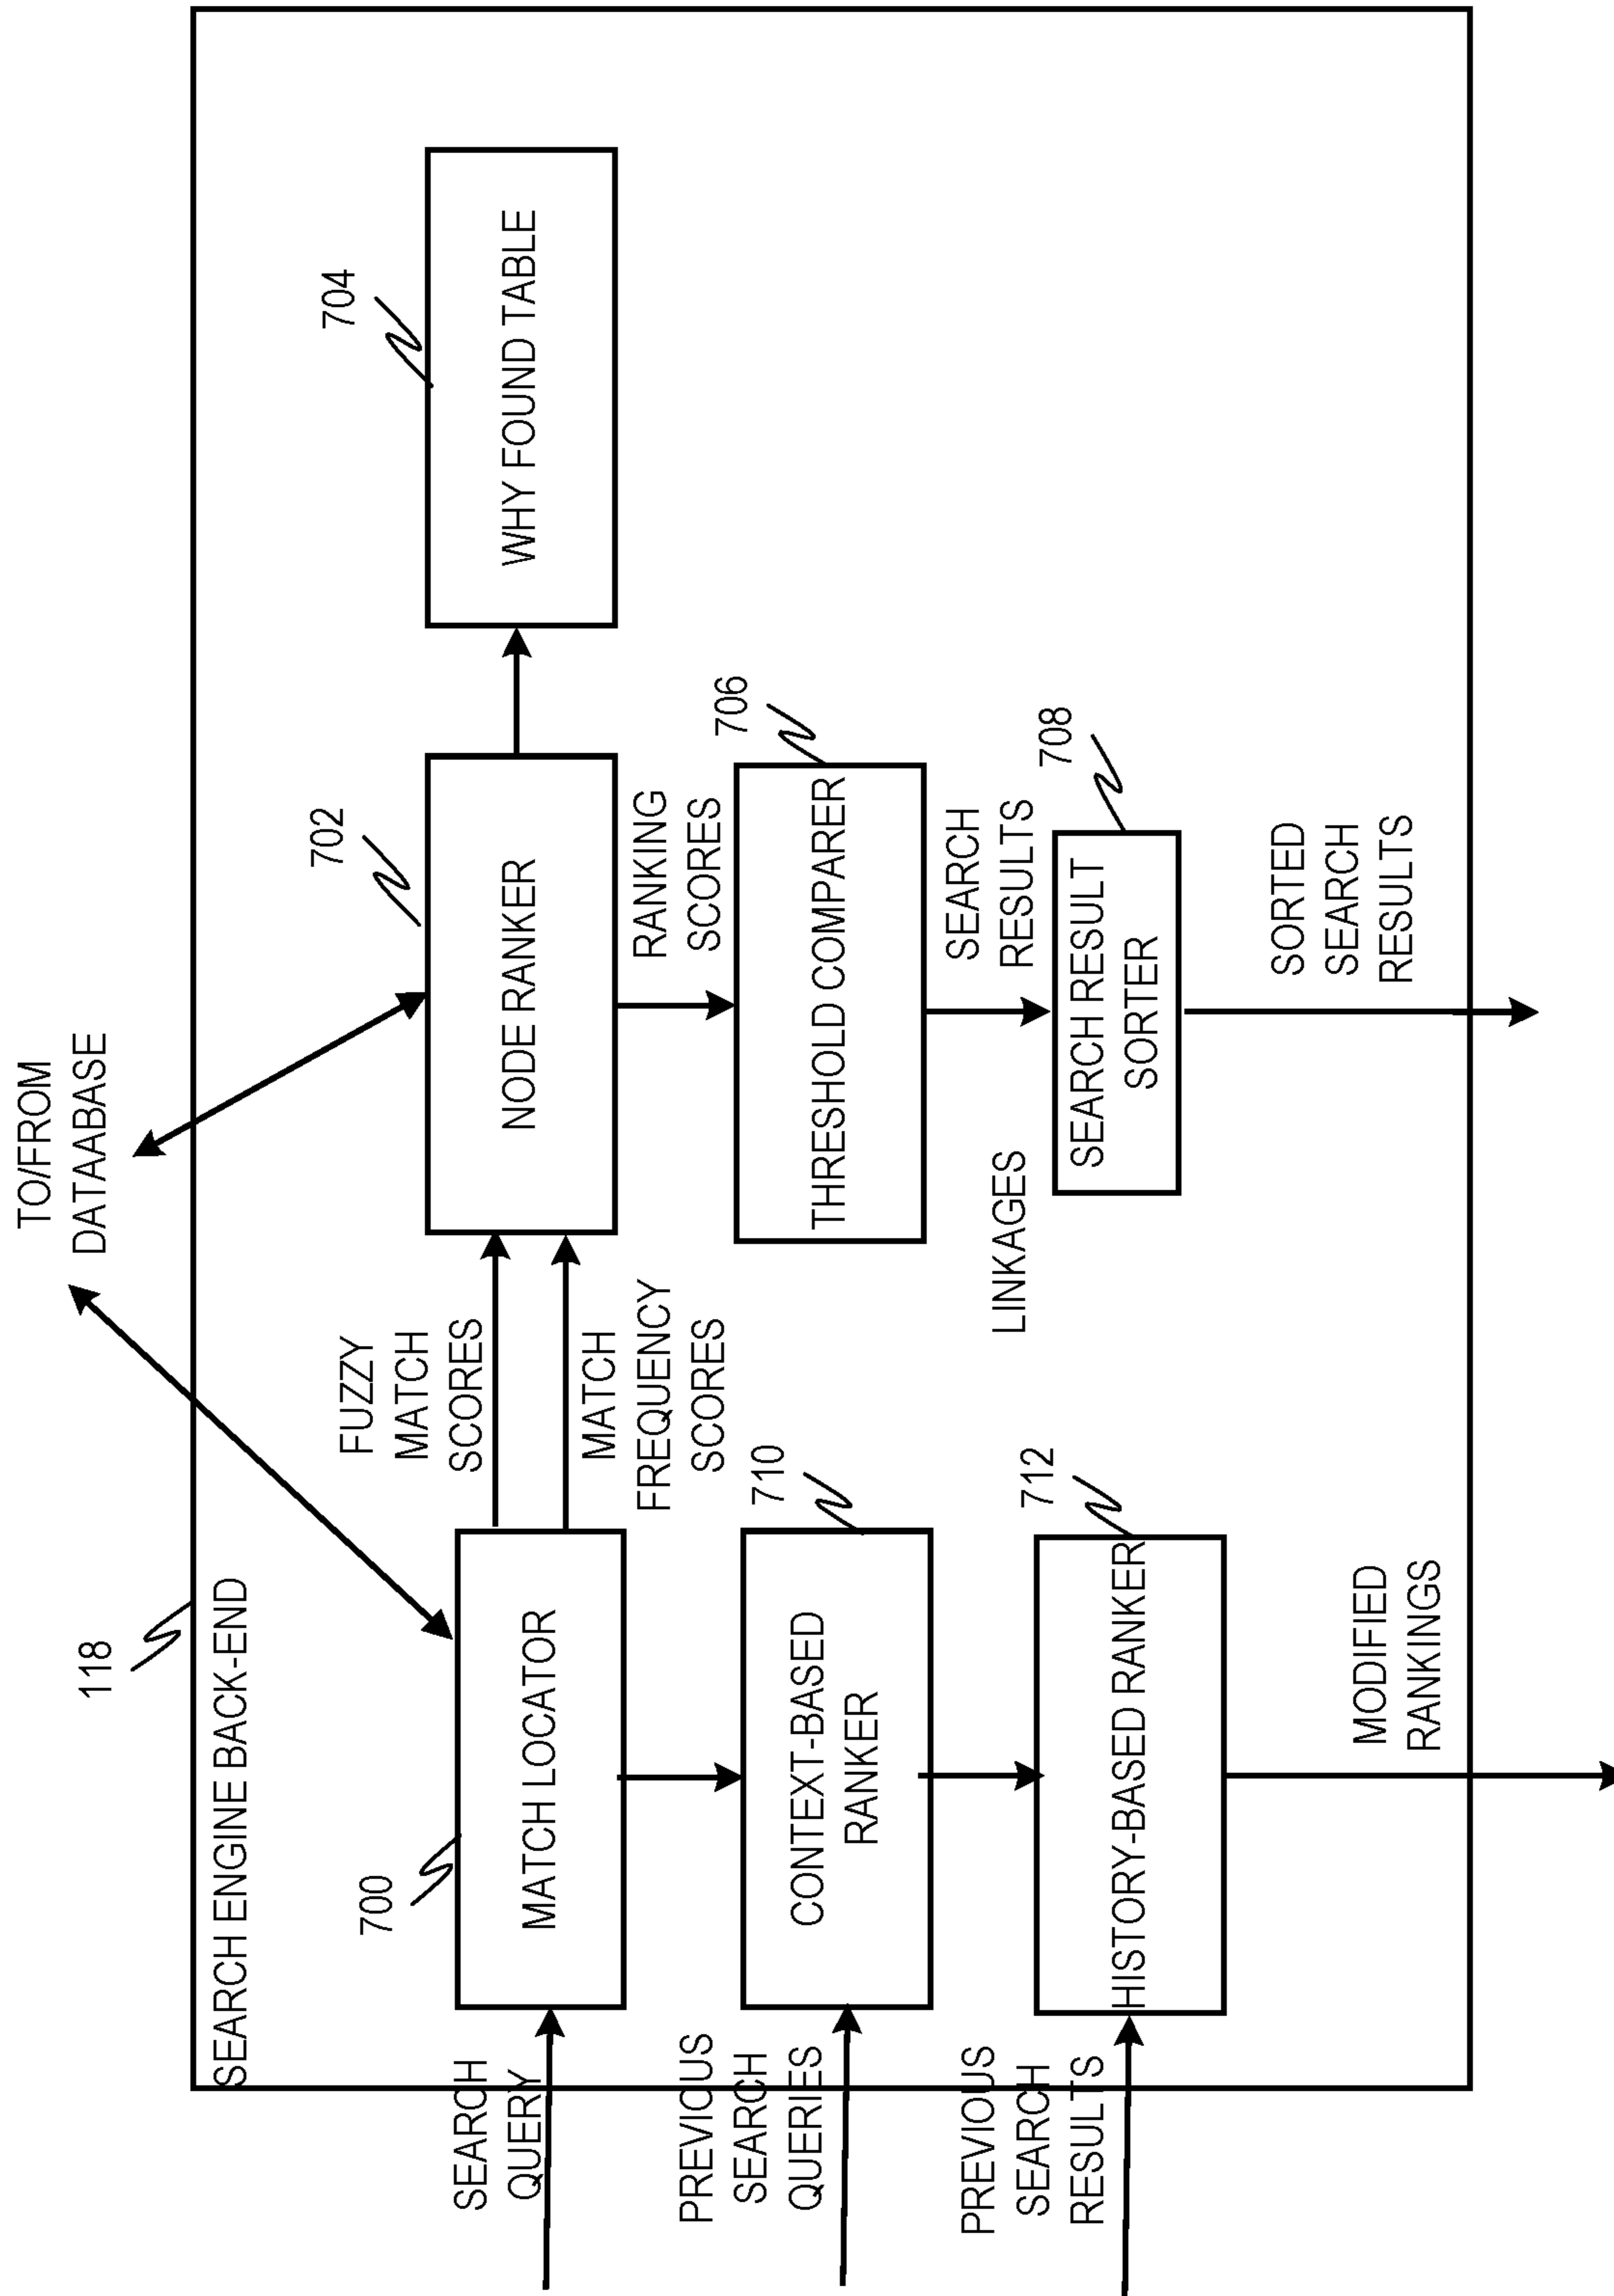 TO/FROM
DATAABASE
118
SEARCH ENGINE BACK-END
700
FUZZY
MATCH
SCORES
702
704
SEARCH
QUERY
MATCH LOCATOR
MATCH
FREQUENCY
SCORES
NODE RANKER
WHY FOUND TABLE
RANKING
SCORES
706
PREVIOUS
SEARCH
QUERIES
710
CONTEXT-BASED
RANKER
THRESHOLD COMPARER
PREVIOUS
SEARCH
RESULTS
712
LINKAGES
SEARCH
RESULTS
708
HISTORY-BASED RANKER
SEARCH RESULT
SORTER
MODIFIED
RANKINGS
SORTED
SEARCH
RESULTS